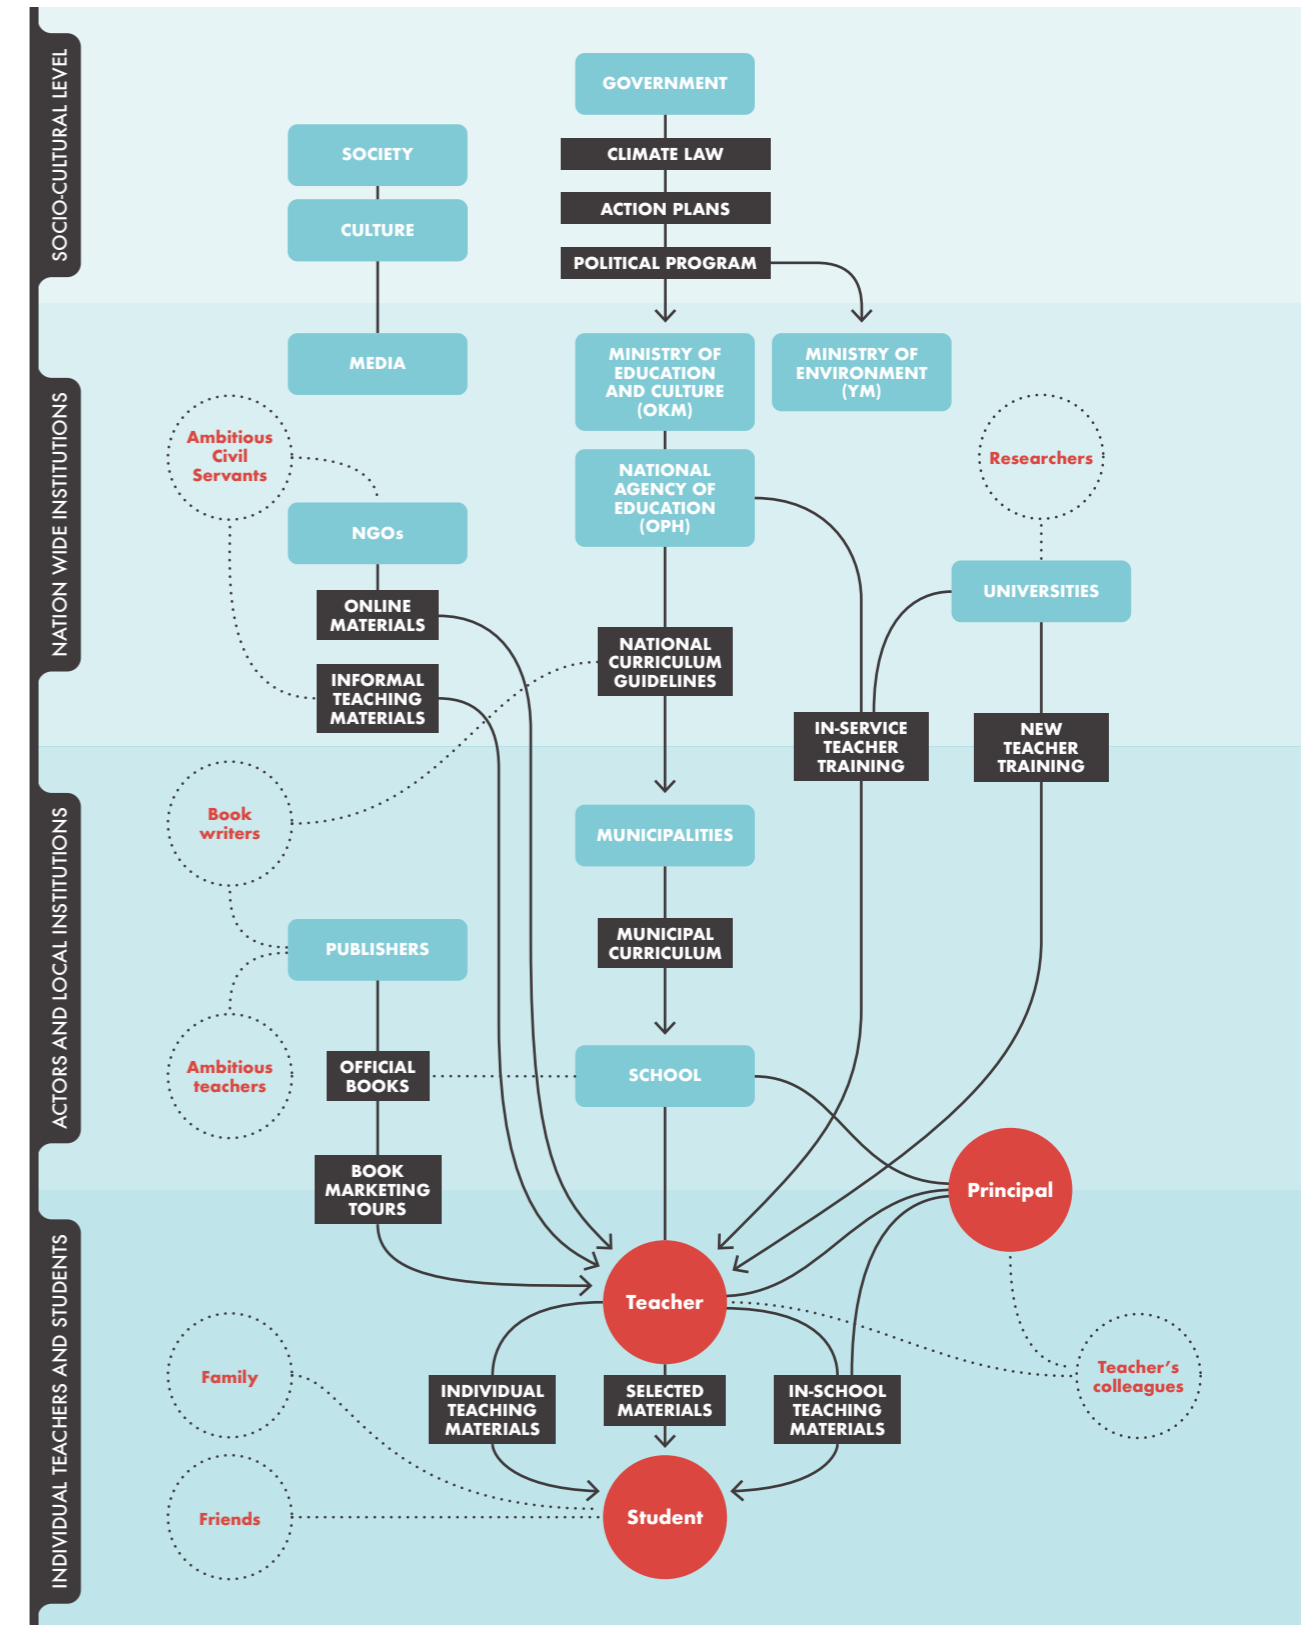 SOCIO-CULTURAL LEVEL
GOVERNMENT
SOCIETY
CLIMATE LAW
CULTURE
ACTION PLANS
POLITICAL PROGRAM
NATION WIDE INSTITUTIONS
MEDIA
MINISTRY OF
EDUCATION
AND CULTURE
(OKM)
MINISTRY OF
ENVIRONMENT
(YM)
Ambitious
Civil
Servants
NATIONAL
AGENCY OF
EDUCATION
(OPH)
Researchers
NGOs
UNIVERSITIES
ONLINE
MATERIALS
INFORMAL
TEACHING
MATERIALS
NATIONAL
CURRICULUM
GUIDELINES
IN-SERVICE
TEACHER
TRAINING
NEW
TEACHER
TRAINING
ACTORS AND LOCAL INSTITUTIONS
Book
writers
MUNICIPALITIES
PUBLISHERS
MUNICIPAL
CURRICULUM
Ambitious
teachers
OFFICIAL
BOOKS
SCHOOL
BOOK
MARKETING
TOURS
Principal
INDIVIDUAL TEACHERS AND STUDENTS
Teacher
Family
INDIVIDUAL
TEACHING
MATERIALS
SELECTED
MATERIALS
IN-SCHOOL
TEACHING
MATERIALS
Teacher’s
colleagues
Friends
Student